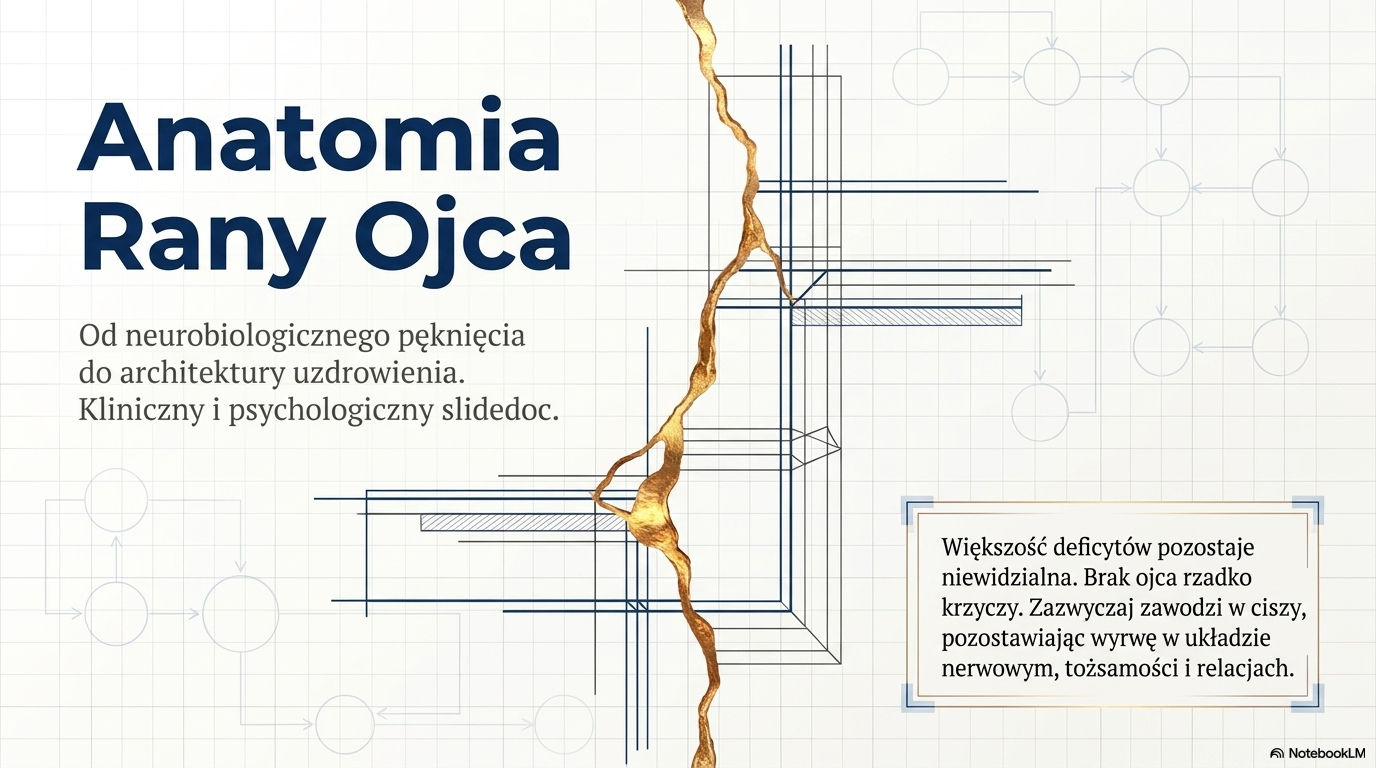 Anatomia
Rany Ojca
Od neurobiologicznego pęknięcia
do architektury uzdrowienia.
Kliniczny i psychologiczny slidedoc.
Większość deficytów pozostaje
niewidzialna. Brak ojca rzadko
krzyczy. Zazwyczaj zawodzi w ciszy,
pozostawiając wyrwę w układzie
nerwowym, tożsamości i relacjach.
NotebookLM